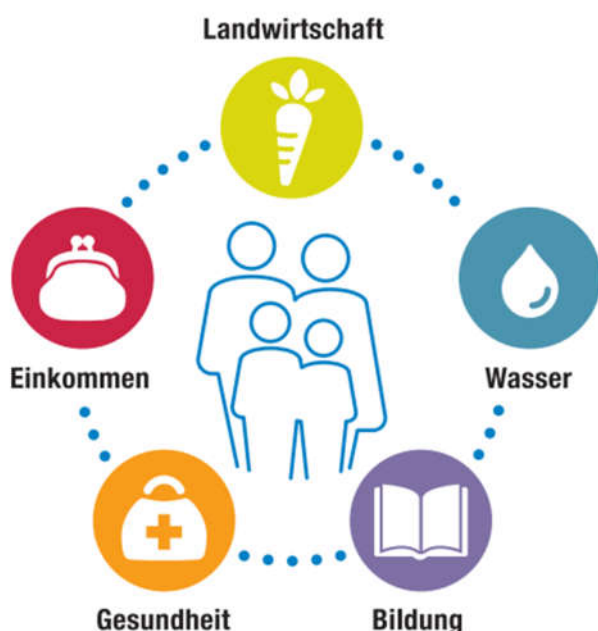 Landwirtschaft
Einkommen
Wasser
Gesundheit
Bildung